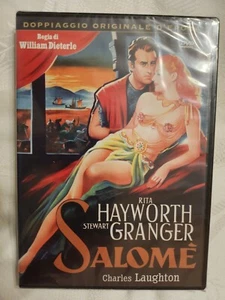 DOPPIAGGIO ORIGINALE
Regia di
William Dieterle
RITA
HAYWORTH
STEWART
GRANGER
SALOMÈ
Charles Laughton